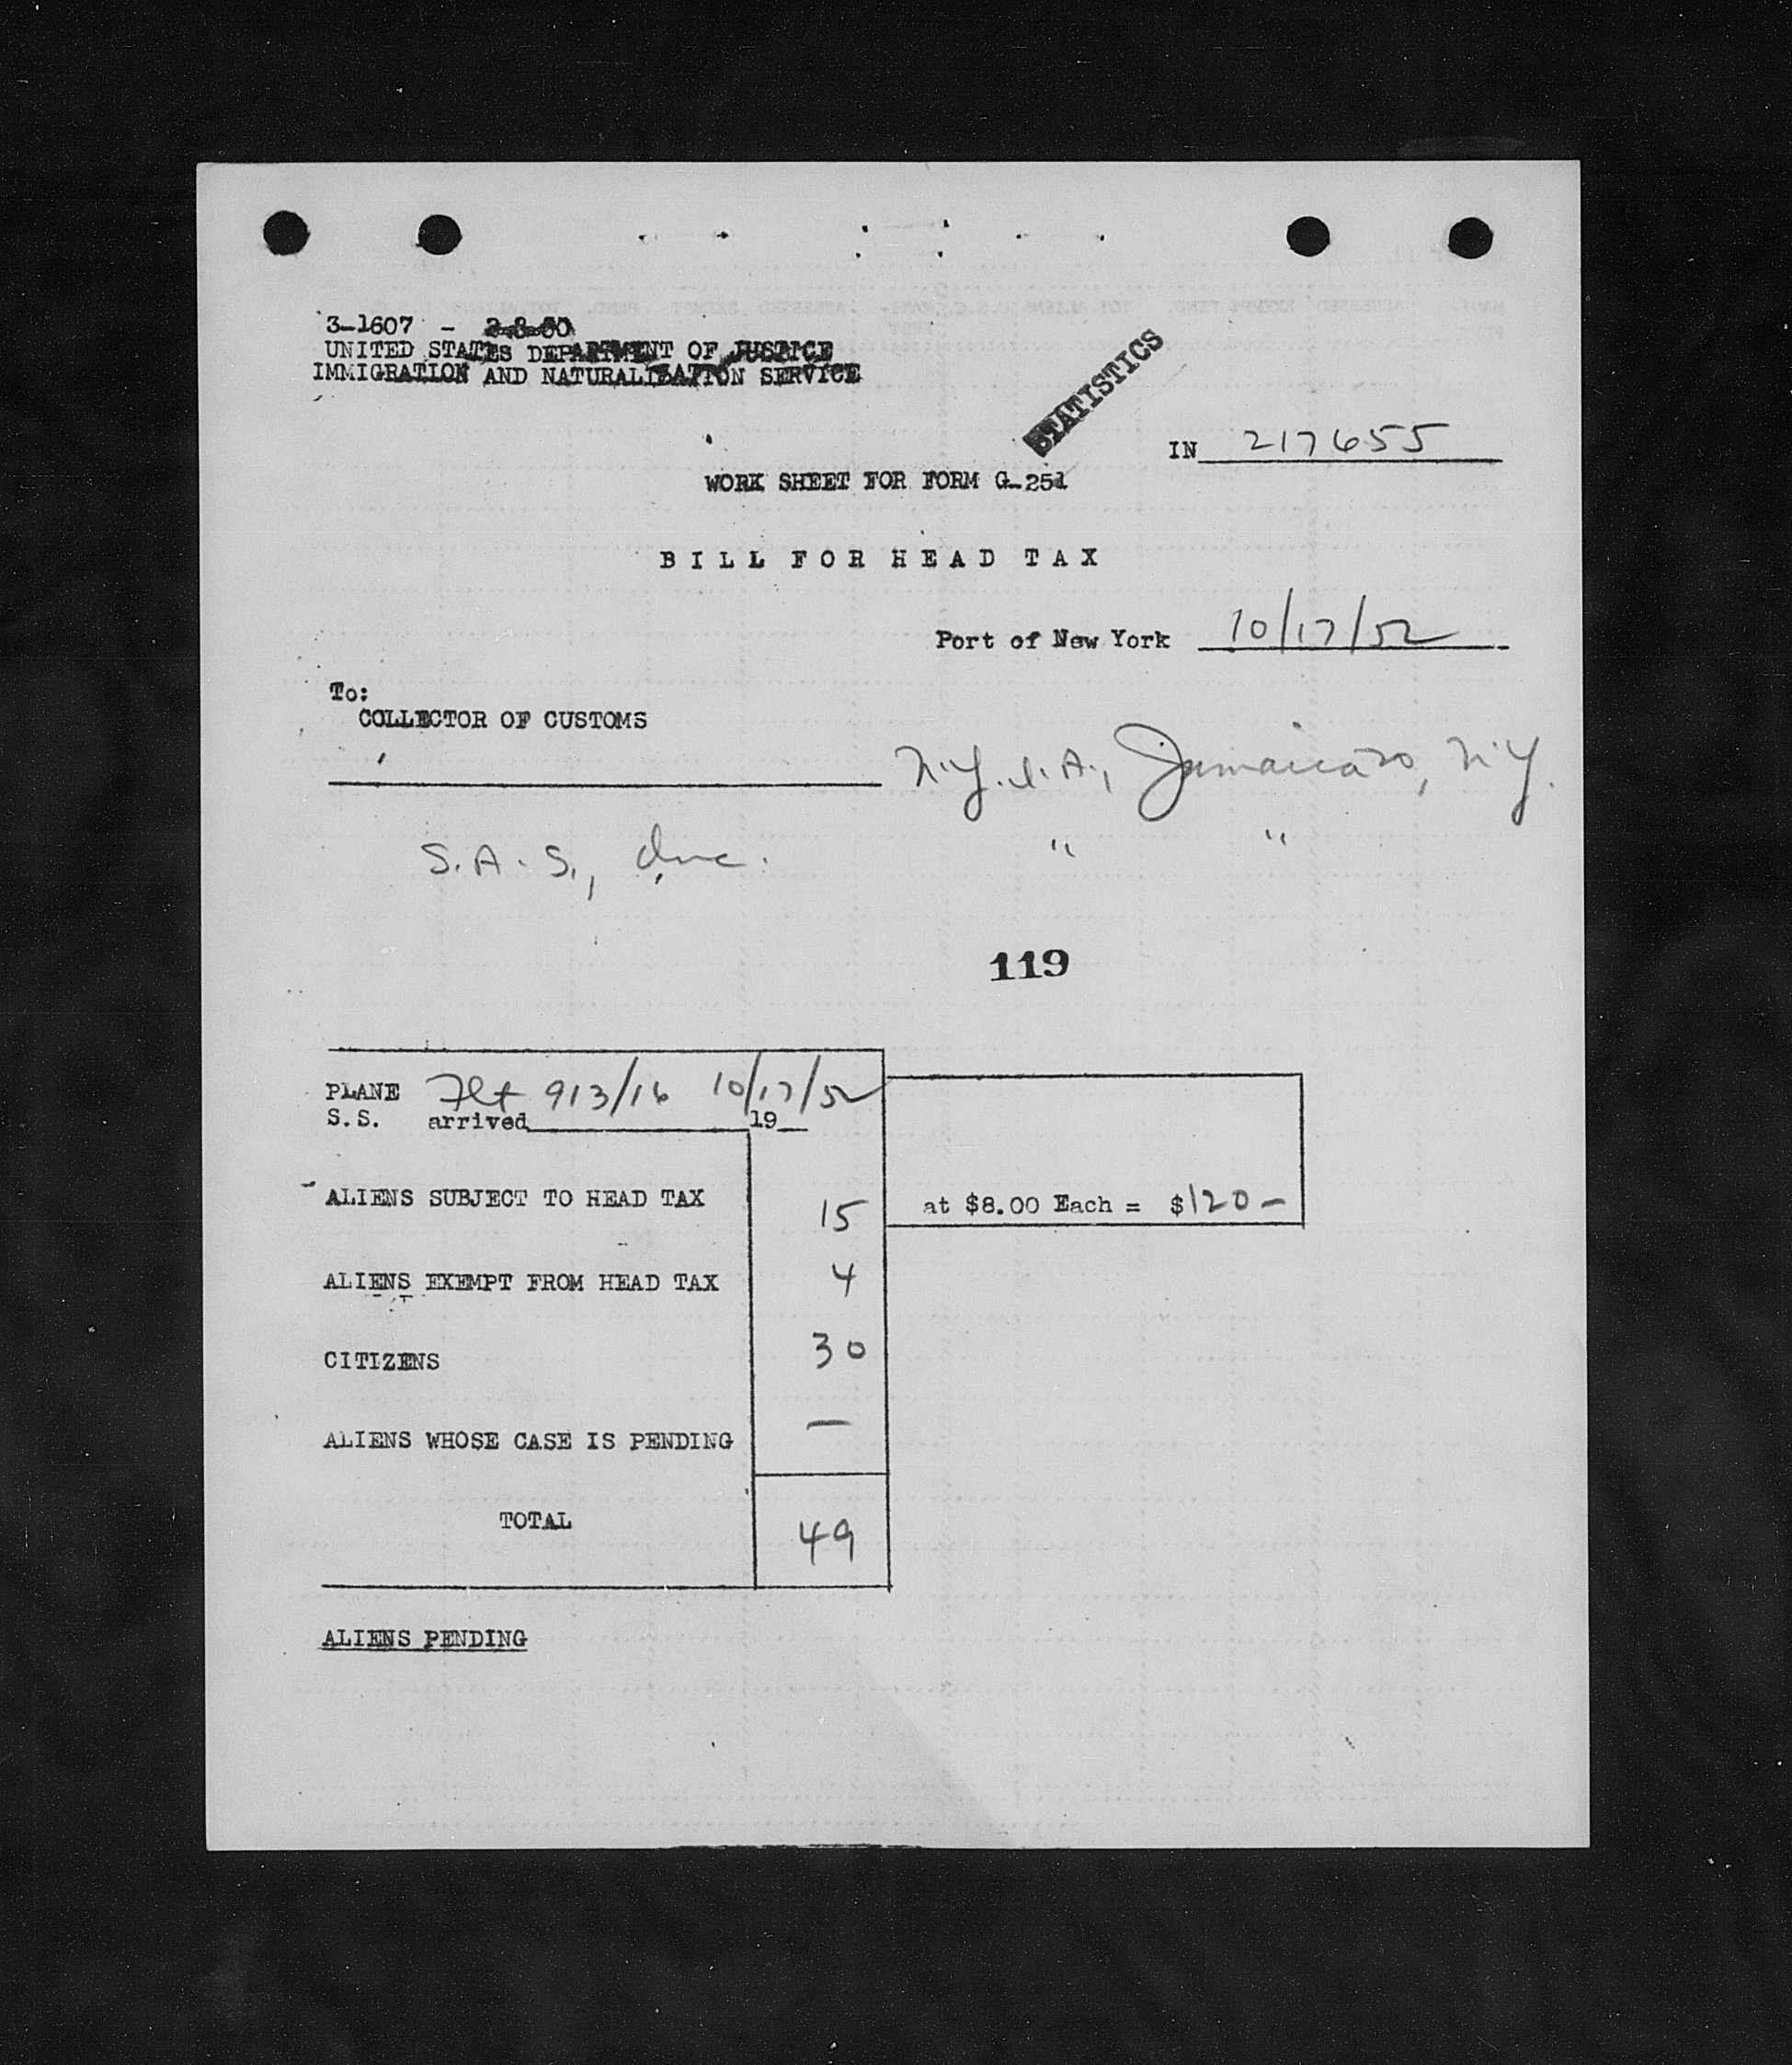 3-1607 - 2-8-50
UNITED STATES DEPARTMENT OF JUSTICE
IMMIGRATION AND NATURALIZATION SERVICE
STATISTICS
IN 217655
WORK SHEET FOR FORM G-251
BILL FOR HEAD TAX
Port of New York 10/17/52
To:
COLLECTOR OF CUSTOMS
N.Y.I.A., Jamaica 30, N.Y.
S.A.S., Inc. " "
119
PLANE Flt 913/16 10/17/52
S.S. arrived 19
ALIENS SUBJECT TO HEAD TAX 15 at $8.00 Each = $120-
ALIENS EXEMPT FROM HEAD TAX 4
CITIZENS 30
ALIENS WHOSE CASE IS PENDING —
TOTAL 49
ALIENS PENDING